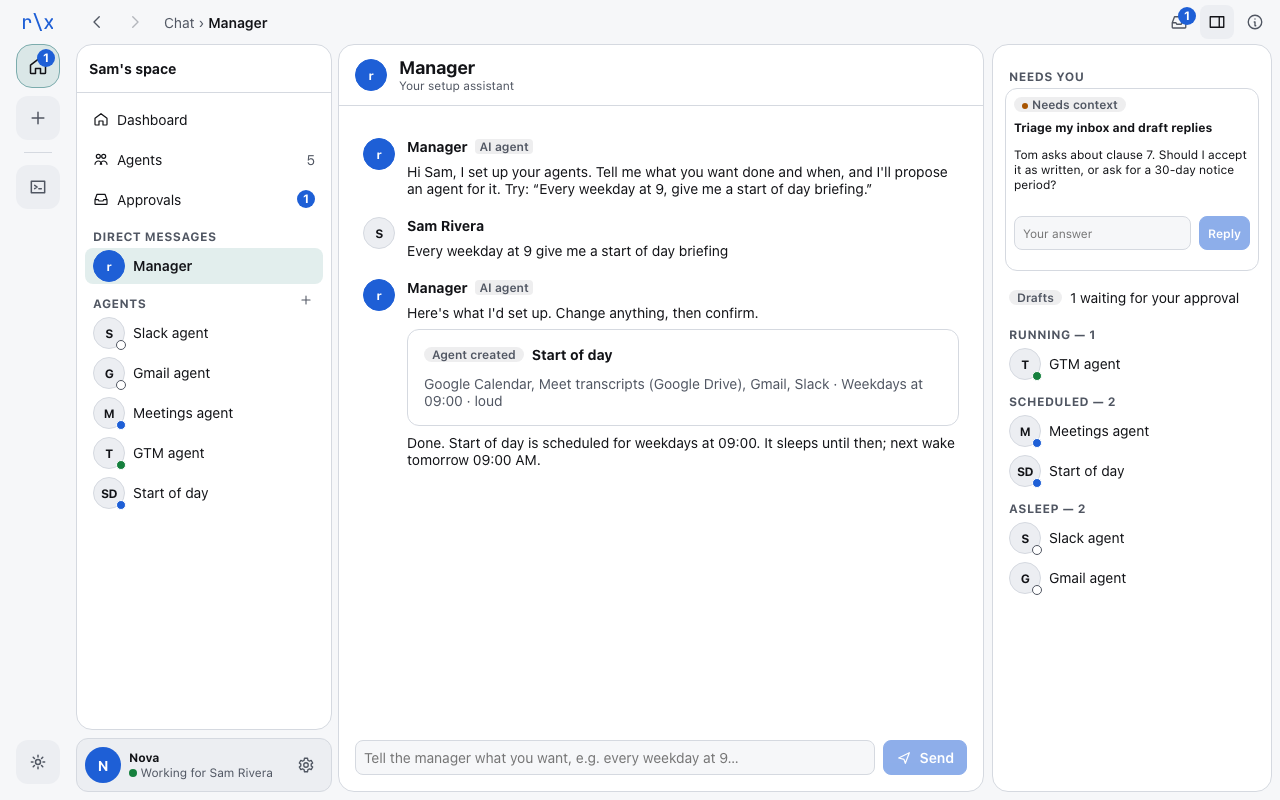 r\x
Chat › Manager
1
1
Sam's space
Dashboard
Agents 5
Approvals 1
DIRECT MESSAGES
r Manager
AGENTS
S Slack agent
G Gmail agent
M Meetings agent
T GTM agent
SD Start of day
N Nova
Working for Sam Rivera
r Manager
Your setup assistant
r Manager AI agent
Hi Sam, I set up your agents. Tell me what you want done and when, and I'll propose
an agent for it. Try: “Every weekday at 9, give me a start of day briefing.”
S Sam Rivera
Every weekday at 9 give me a start of day briefing
r Manager AI agent
Here's what I'd set up. Change anything, then confirm.
Agent created Start of day
Google Calendar, Meet transcripts (Google Drive), Gmail, Slack · Weekdays at
09:00 · loud
Done. Start of day is scheduled for weekdays at 09:00. It sleeps until then; next wake
tomorrow 09:00 AM.
Tell the manager what you want, e.g. every weekday at 9...
Send
NEEDS YOU
Needs context
Triage my inbox and draft replies
Tom asks about clause 7. Should I accept
it as written, or ask for a 30-day notice
period?
Your answer
Reply
Drafts 1 waiting for your approval
RUNNING — 1
T GTM agent
SCHEDULED — 2
M Meetings agent
SD Start of day
ASLEEP — 2
S Slack agent
G Gmail agent